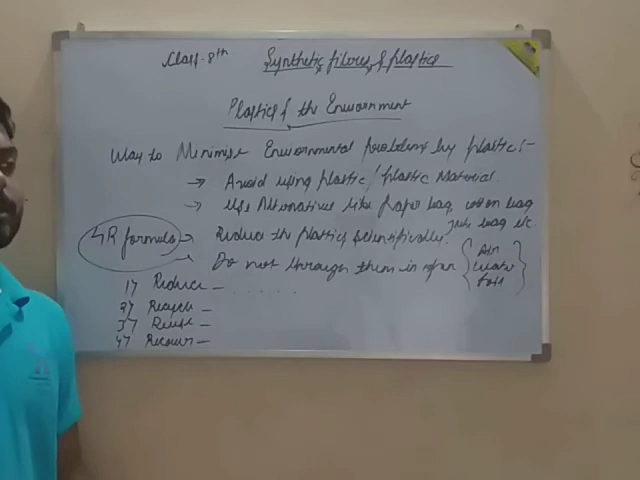 Class-8th Synthetic fibres & plastics
Plastics & the Environment
Way to Minimise Environmental Problems by plastic:-
→ Avoid using plastic/plastic Material.
→ Use Alternatives like paper bag, cotton bag
Jute bag etc.
4R formula → Reduce the plastics scientifically.
→ Do not through them in open { Air
water
soil }
1) Reduce - . . . . . .
2) Recycle -
3) Reuse -
4) Recover -